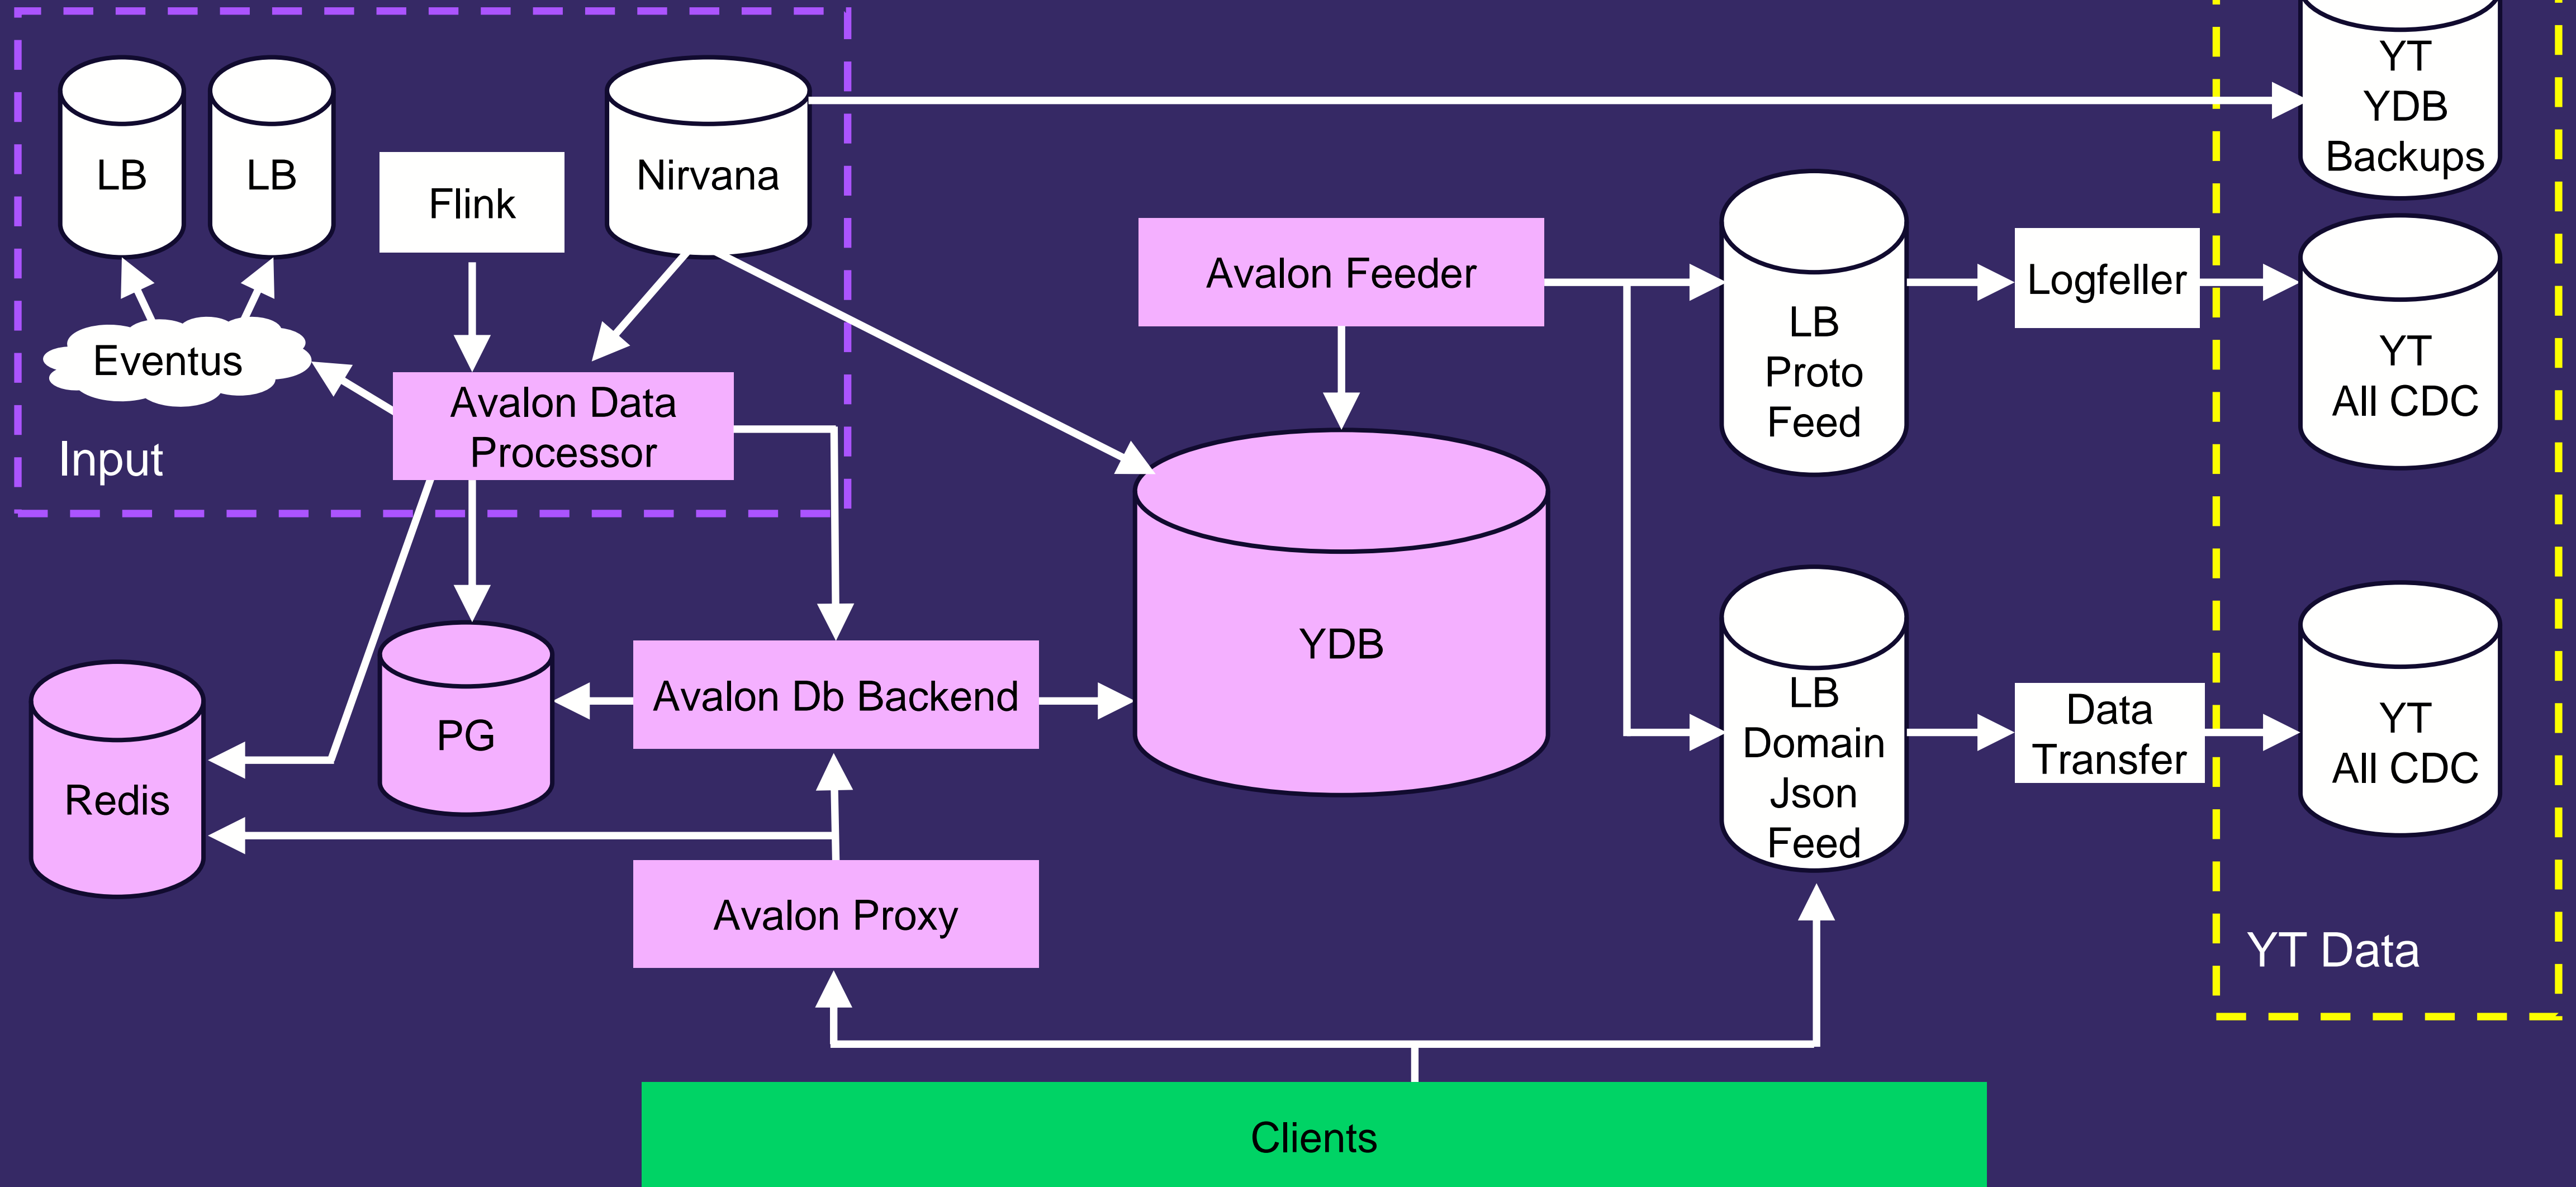 LB
LB
Flink
Nirvana
Eventus
Avalon Data
Processor
Input
Redis
PG
Avalon Db Backend
Avalon Proxy
Avalon Feeder
YDB
LB
Proto
Feed
LB
Domain
Json
Feed
Logfeller
Data
Transfer
YT
YDB
Backups
YT
All CDC
YT
All CDC
YT Data
Clients